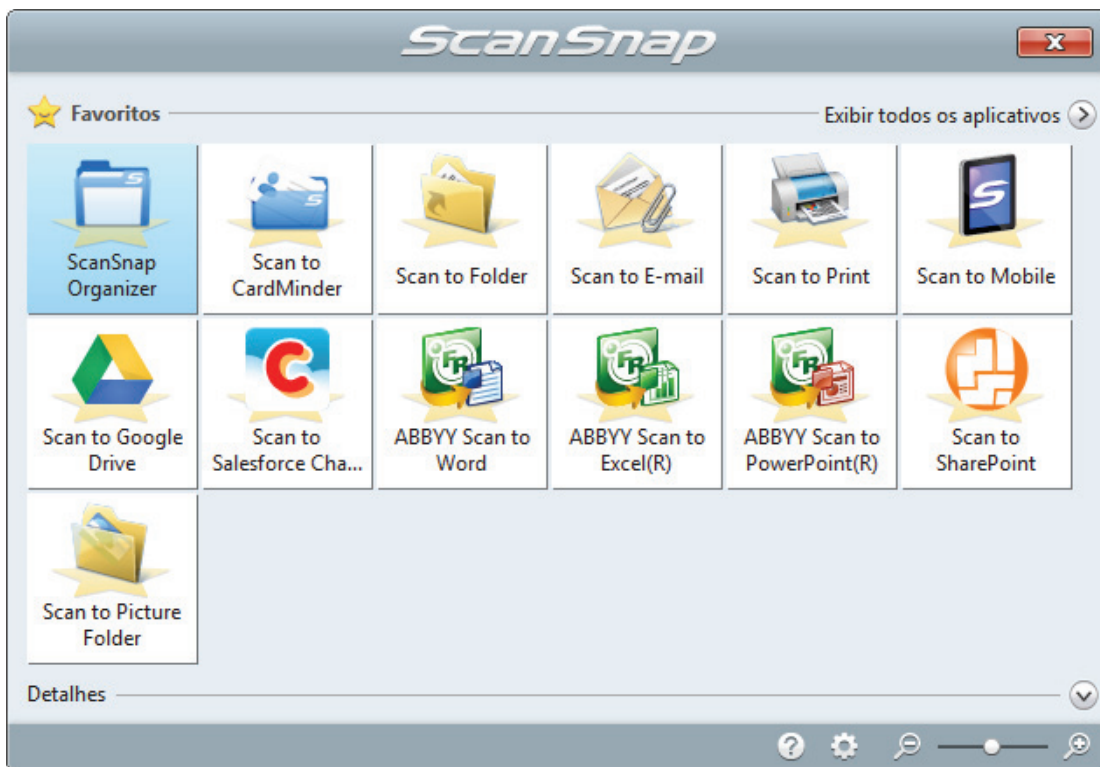 ScanSnap
Favoritos
Exibir todos os aplicativos
ScanSnap
Organizer
Scan to
CardMinder
Scan to Folder
Scan to E-mail
Scan to Print
Scan to Mobile
Scan to Google
Drive
Scan to
Salesforce Cha...
ABBYY Scan to
Word
ABBYY Scan to
Excel(R)
ABBYY Scan to
PowerPoint(R)
Scan to
SharePoint
Scan to Picture
Folder
Detalhes